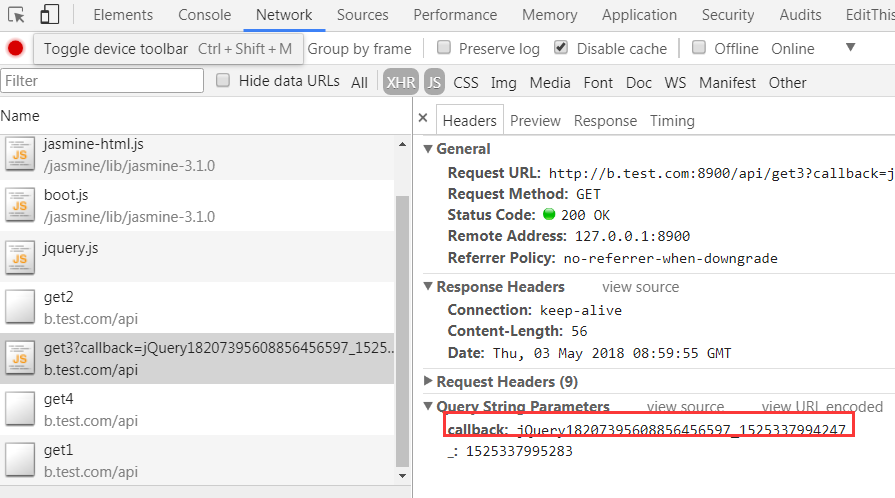 Elements Console Network Sources Performance Memory Application Security Audits EditThis
Toggle device toolbar Ctrl + Shift + M Group by frame Preserve log Disable cache Offline Online
Filter Hide data URLs All XHR JS CSS Img Media Font Doc WS Manifest Other
Name
jasmine-html.js
/jasmine/lib/jasmine-3.1.0
boot.js
/jasmine/lib/jasmine-3.1.0
jquery.js
get2
b.test.com/api
get3?callback=jQuery18207395608856456597_1525...
b.test.com/api
get4
b.test.com/api
get1
b.test.com/api
Headers Preview Response Timing
General
Request URL: http://b.test.com:8900/api/get3?callback=j
Request Method: GET
Status Code: 200 OK
Remote Address: 127.0.0.1:8900
Referrer Policy: no-referrer-when-downgrade
Response Headers view source
Connection: keep-alive
Content-Length: 56
Date: Thu, 03 May 2018 08:59:55 GMT
Request Headers (9)
Query String Parameters view source view URL encoded
callback: jQuery18207395608856456597_1525337994247
_: 1525337995283